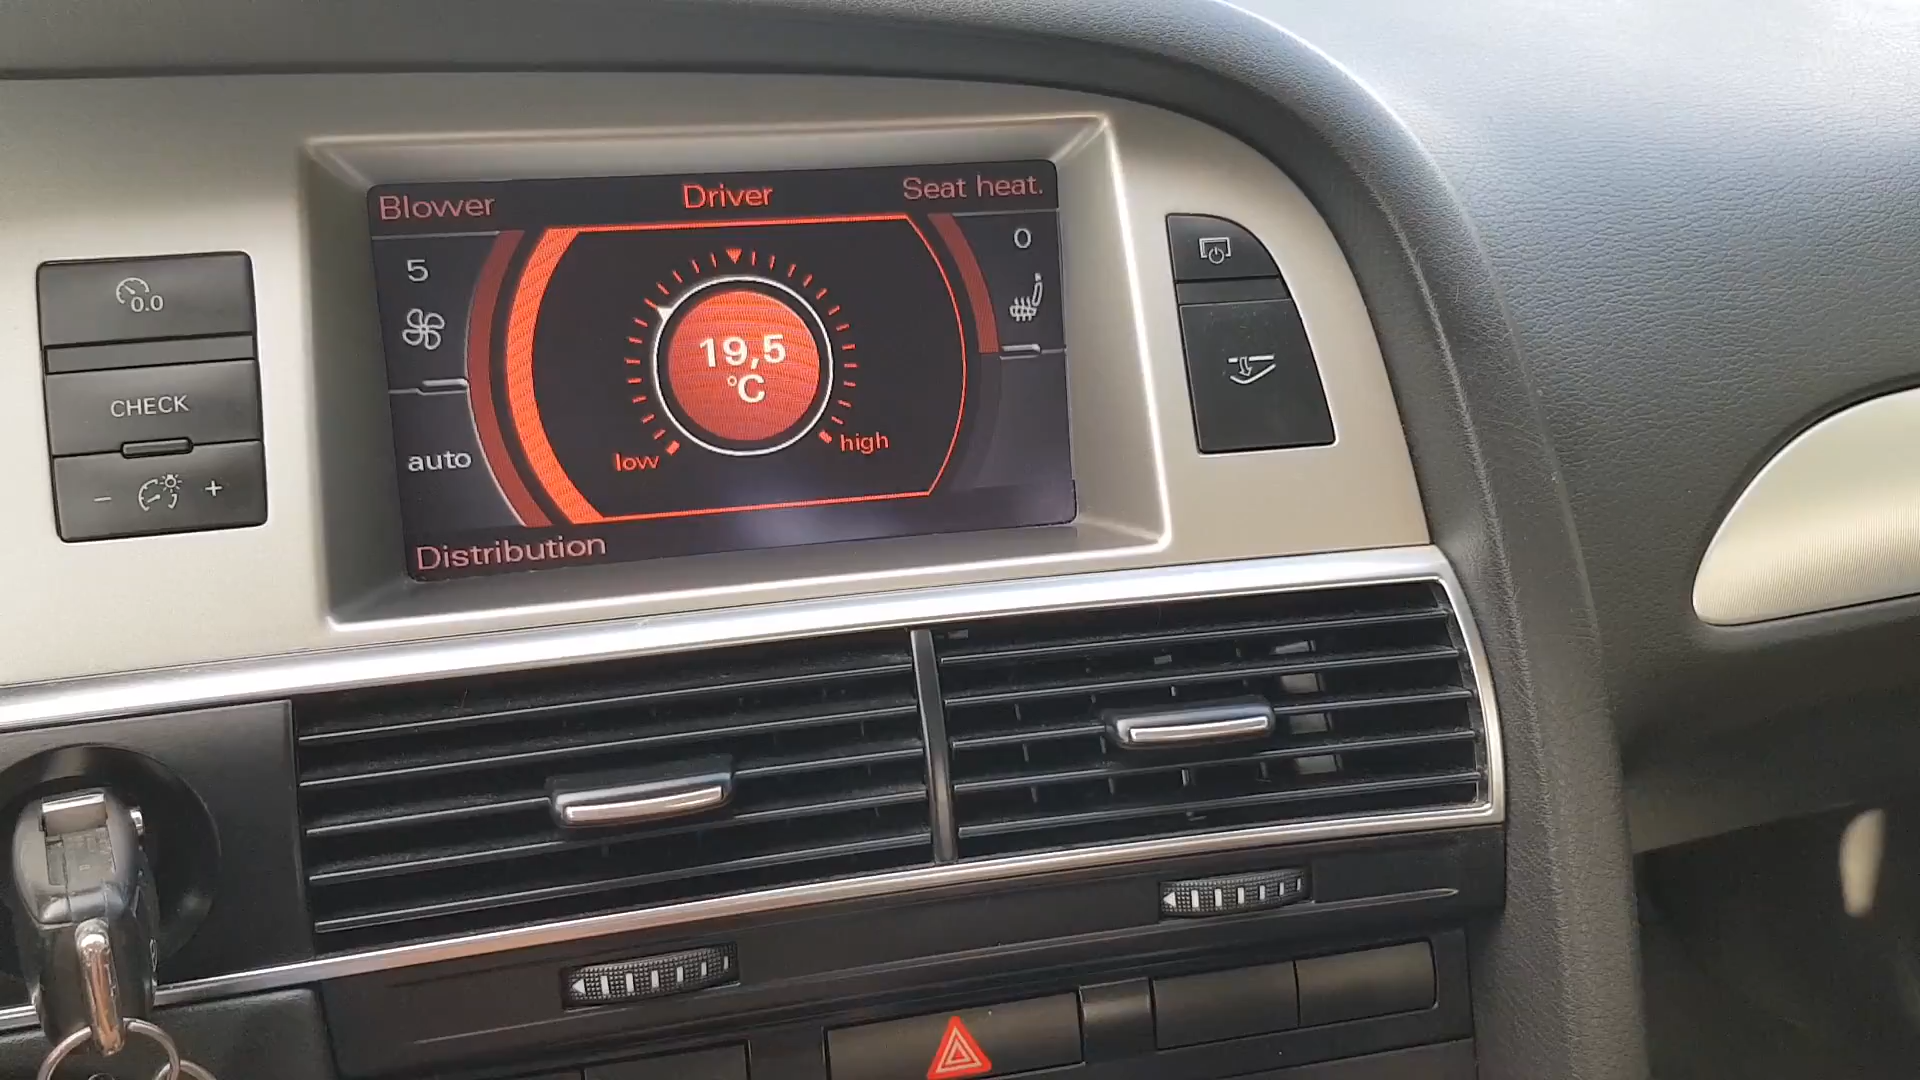 Blower
Driver
Seat heat.
5
0
0.0
19,5
°C
CHECK
low
high
auto
- +
Distribution